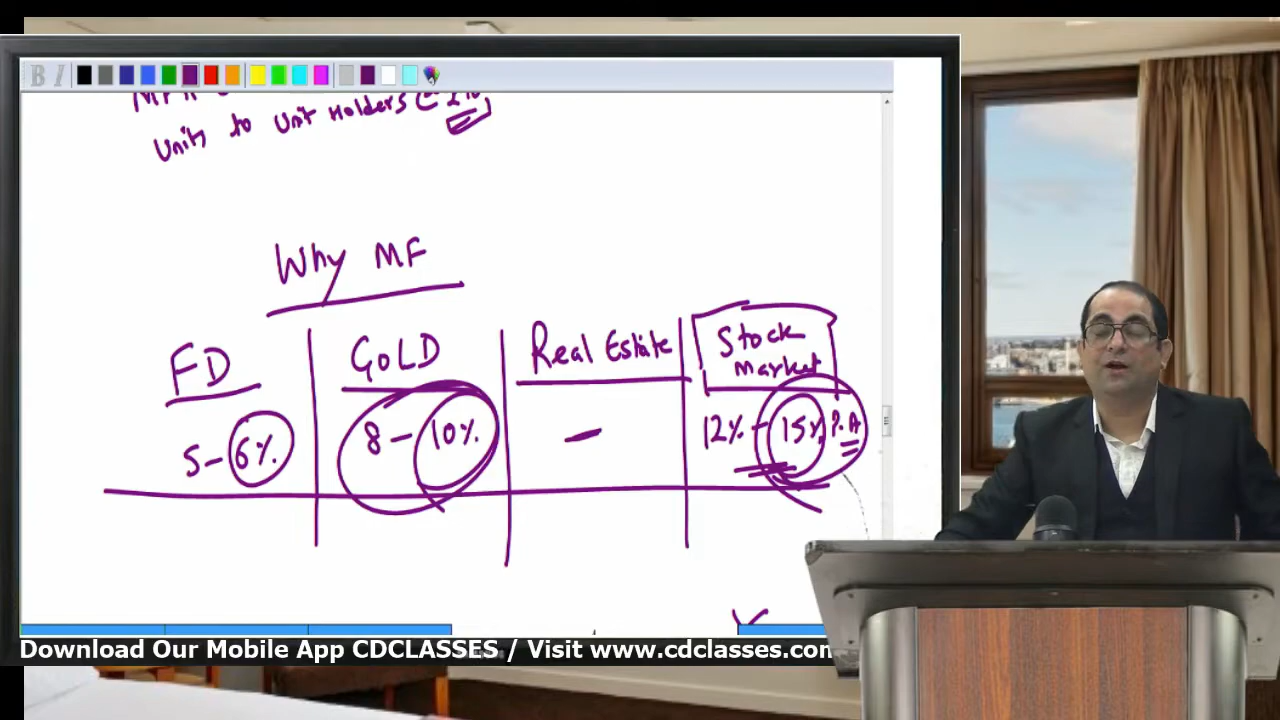 B I
Units to Unit Holders @
Why MF
FD GOLD Real Estate Stock Market
5-6%. 8-10%. - 12%-15% P.A
Download Our Mobile App CDCLASSES / Visit www.cdclasses.com